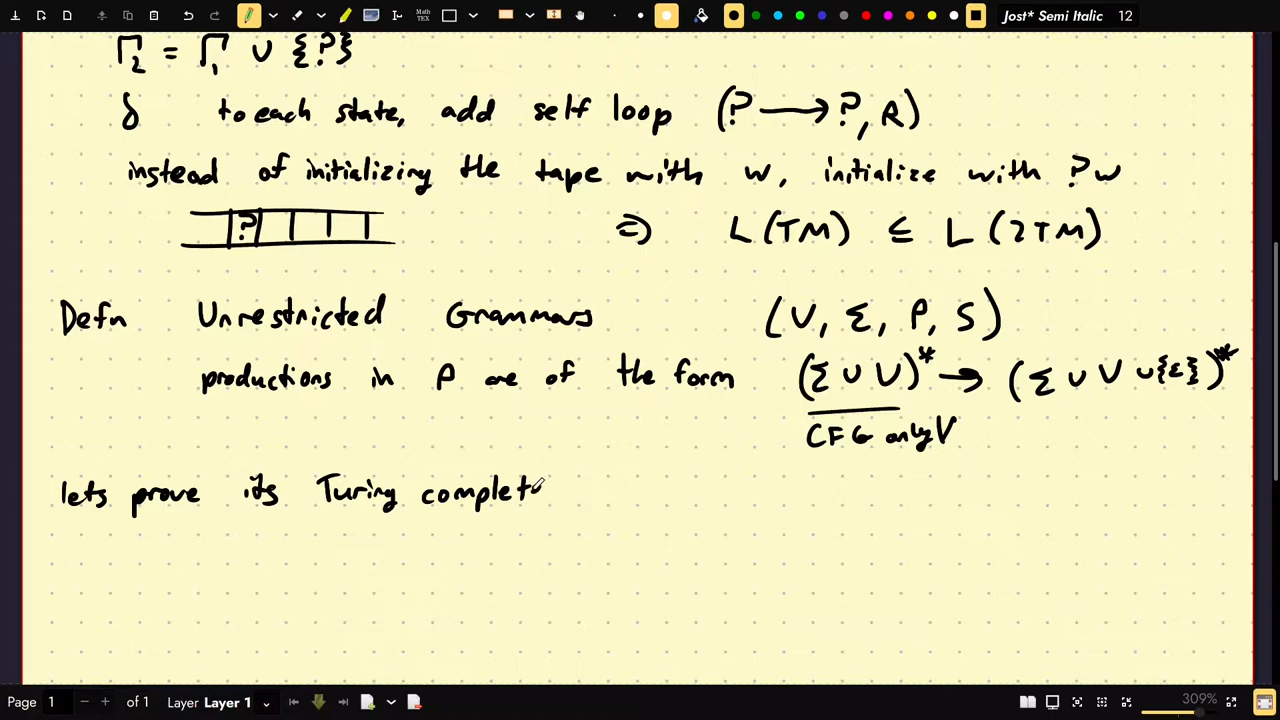 Jost* Semi Italic 12
Γ₂ = Γ₁ ∪ {?}
δ to each state, add self loop (? → ?, R)
instead of initializing the tape with w, initialize with ?w
? ⇒ L(TM) ⊆ L(2TM)
Defn Unrestricted Grammars (V, Σ, P, S)
productions in P are of the form (Σ ∪ V)* → (Σ ∪ V ∪{ε})*
CFG only V
lets prove its Turing complet
Page 1 of 1 Layer Layer 1 309%